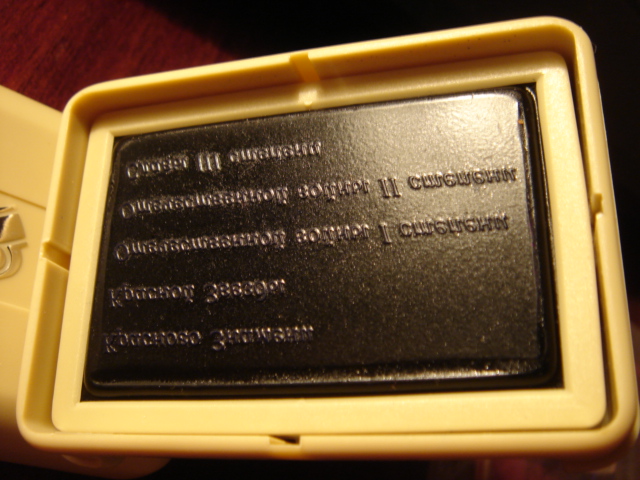 Красного Знамени
Красной Звезды
Отечественной войны I степени
Отечественной войны II степени
Славы III степени